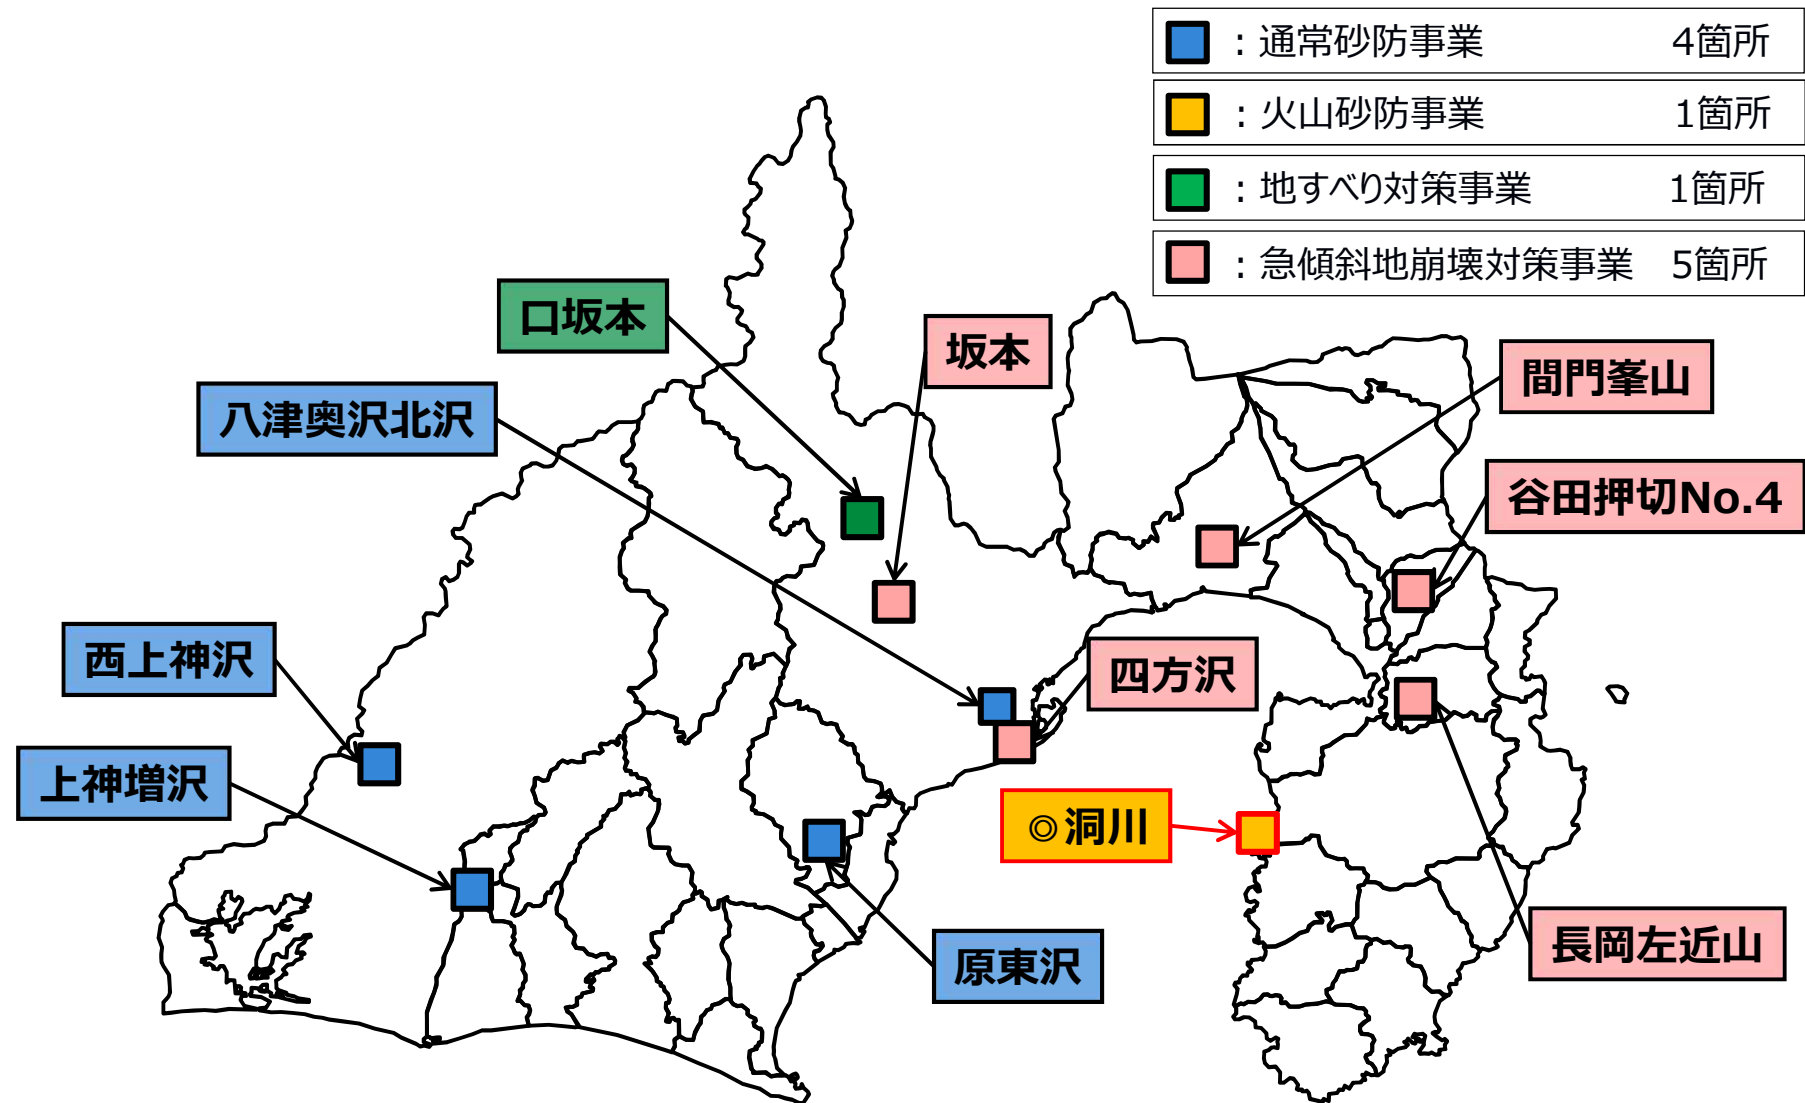 ：通常砂防事業 4箇所
：火山砂防事業 1箇所
：地すべり対策事業 1箇所
：急傾斜地崩壊対策事業 5箇所
口坂本
坂本
間門峯山
八津奥沢北沢
谷田押切No.4
西上神沢
四方沢
上神増沢
◎洞川
原東沢
長岡左近山